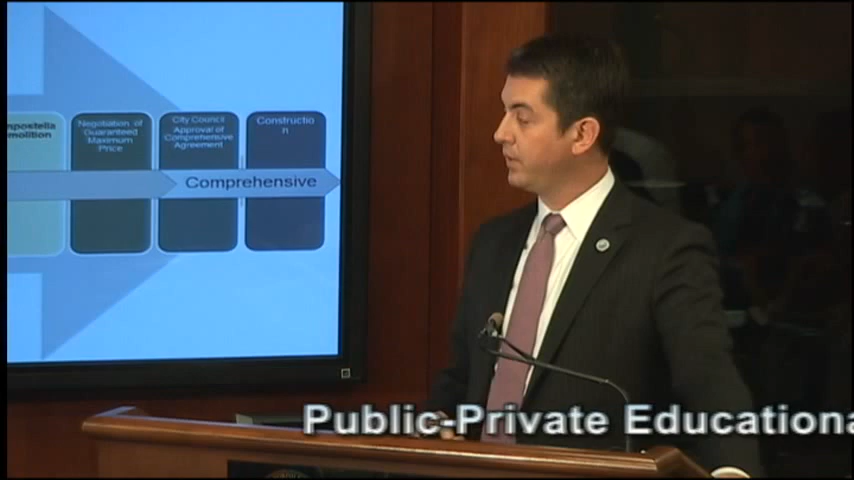 mpostella
molition
Negotiation of
Guaranteed
Maximum
Price
City Council
Approval of
Comprehensive
Agreement
Constructio
n
Comprehensive
Public-Private Educationa